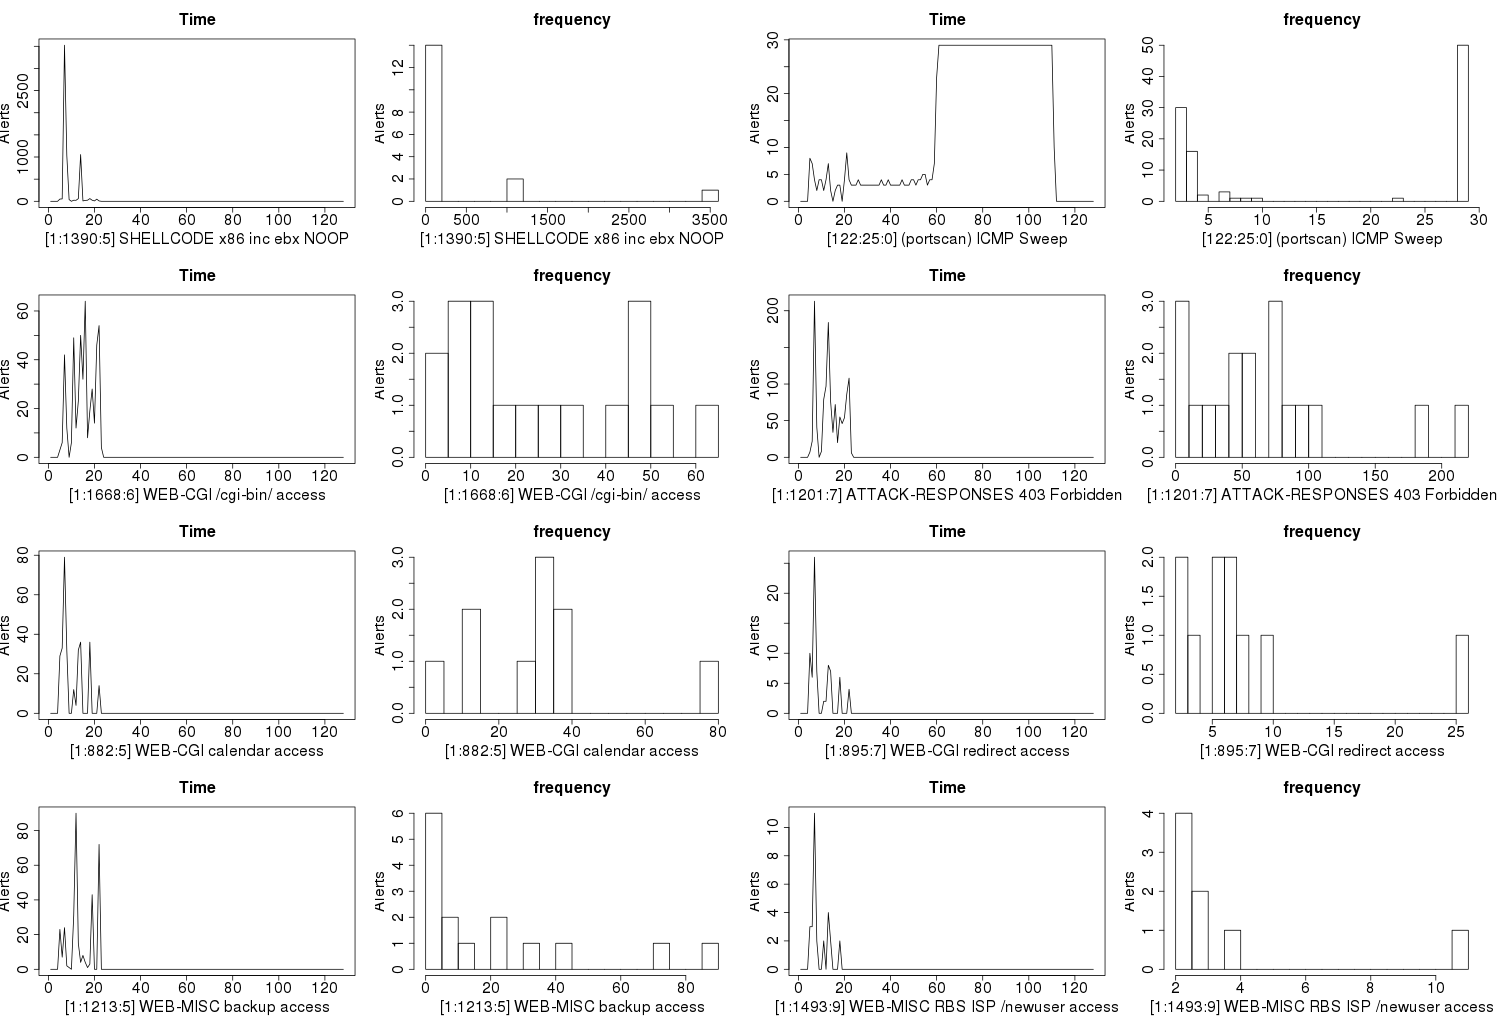 Time
Alerts
0 1000 2500
0 20 40 60 80 100 120
[1:1390:5] SHELLCODE x86 inc ebx NOOP
frequency
Alerts
0 2 4 6 8 12
0 500 1500 2500 3500
[1:1390:5] SHELLCODE x86 inc ebx NOOP
Time
Alerts
0 5 10 20 30
0 20 40 60 80 100 120
[122:25:0] (portscan) ICMP Sweep
frequency
Alerts
0 10 20 30 40 50
5 10 15 20 25 30
[122:25:0] (portscan) ICMP Sweep
Time
Alerts
0 20 40 60
0 20 40 60 80 100 120
[1:1668:6] WEB-CGI /cgi-bin/ access
frequency
Alerts
0.0 1.0 2.0 3.0
0 10 20 30 40 50 60
[1:1668:6] WEB-CGI /cgi-bin/ access
Time
Alerts
0 50 100 200
0 20 40 60 80 100 120
[1:1201:7] ATTACK-RESPONSES 403 Forbidden
frequency
Alerts
0.0 1.0 2.0 3.0
0 50 100 150 200
[1:1201:7] ATTACK-RESPONSES 403 Forbidden
Time
Alerts
0 20 40 60 80
0 20 40 60 80 100 120
[1:882:5] WEB-CGI calendar access
frequency
Alerts
0.0 1.0 2.0 3.0
0 20 40 60 80
[1:882:5] WEB-CGI calendar access
Time
Alerts
0 5 10 20
0 20 40 60 80 100 120
[1:895:7] WEB-CGI redirect access
frequency
Alerts
0.0 0.5 1.0 1.5 2.0
5 10 15 20 25
[1:895:7] WEB-CGI redirect access
Time
Alerts
0 20 40 60 80
0 20 40 60 80 100 120
[1:1213:5] WEB-MISC backup access
frequency
Alerts
0 1 2 3 4 5 6
0 20 40 60 80
[1:1213:5] WEB-MISC backup access
Time
Alerts
0 2 4 6 8 10
0 20 40 60 80 100 120
[1:1493:9] WEB-MISC RBS ISP /newuser access
frequency
Alerts
0 1 2 3 4
2 4 6 8 10
[1:1493:9] WEB-MISC RBS ISP /newuser access